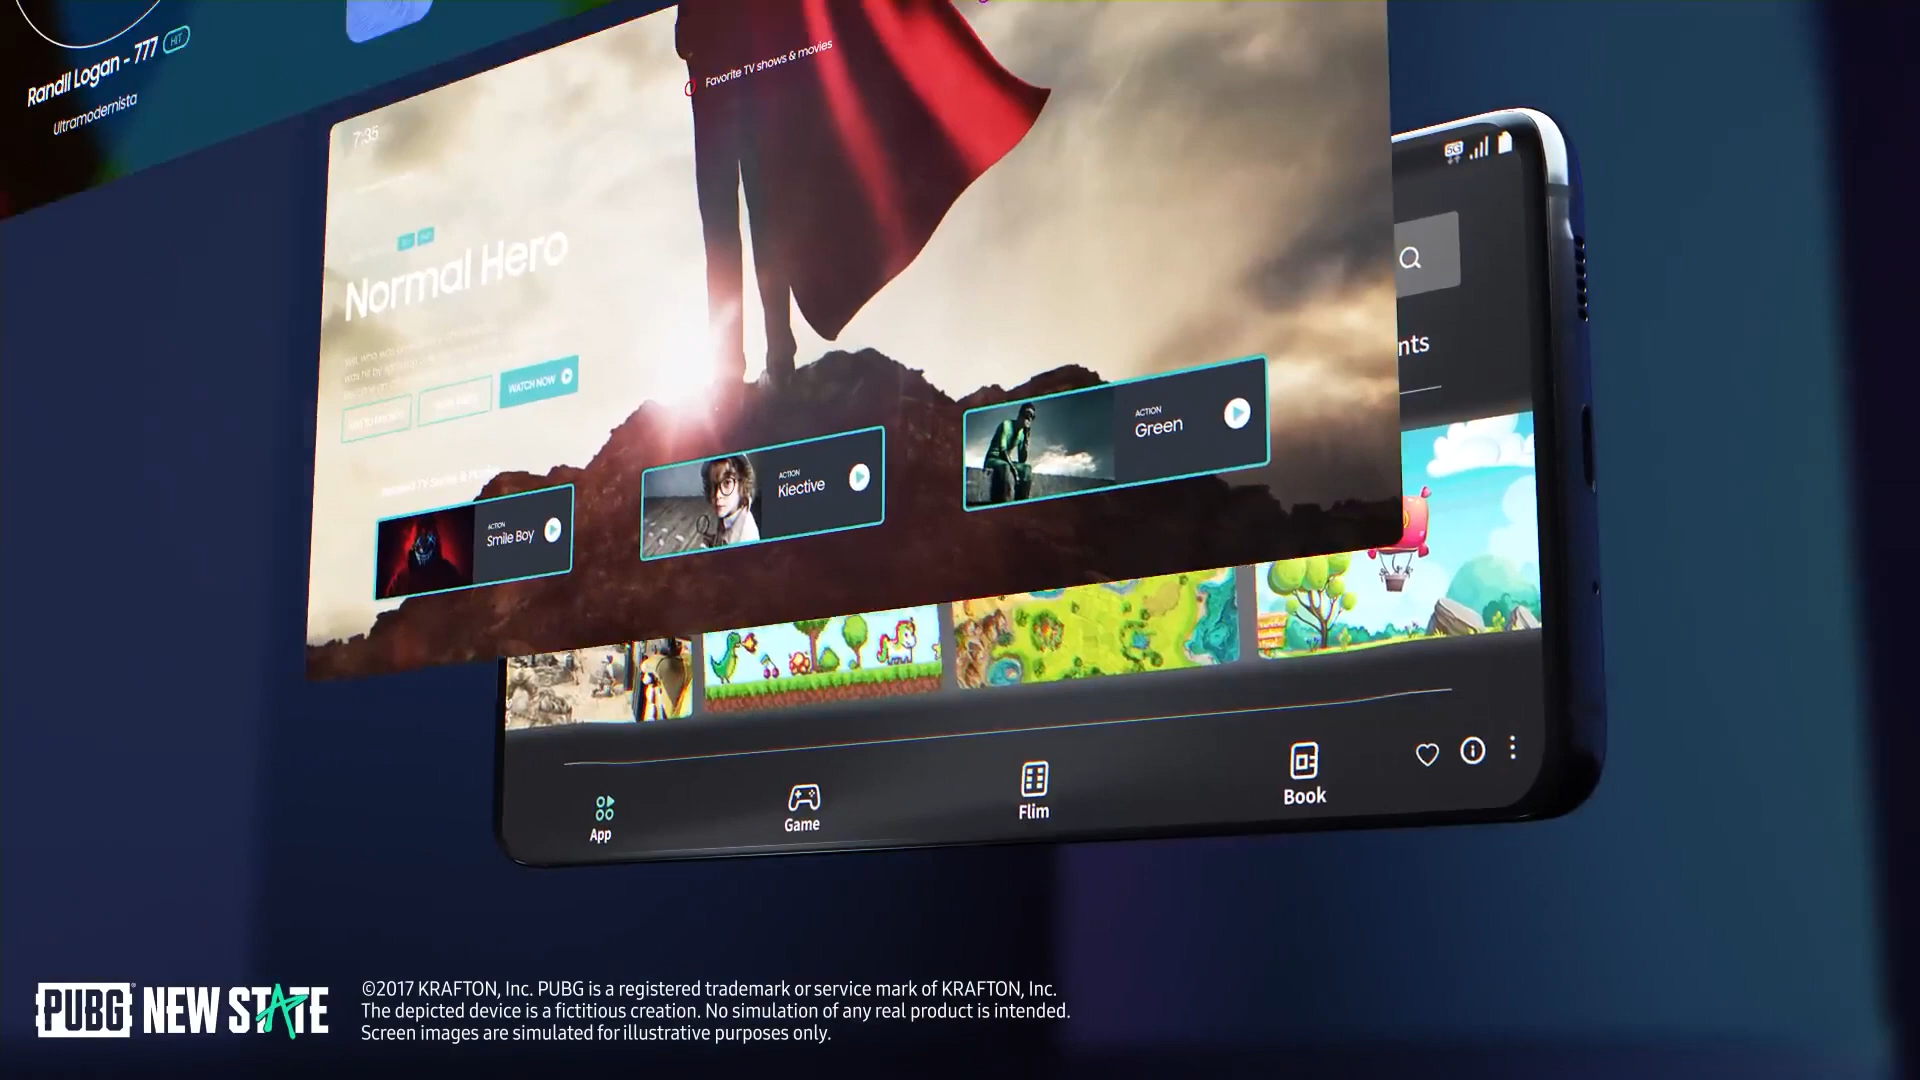 Randll Logan - 777 HIT
Ultramodernista
Favorite TV shows & movies
7:35
5G
Normal Hero
WATCH NOW
nts
ACTION
Green
ACTION
Kiective
ACTION
Smile Boy
App
Game
Flim
Book
PUBG NEW STATE
©2017 KRAFTON, Inc. PUBG is a registered trademark or service mark of KRAFTON, Inc.
The depicted device is a fictitious creation. No simulation of any real product is intended.
Screen images are simulated for illustrative purposes only.